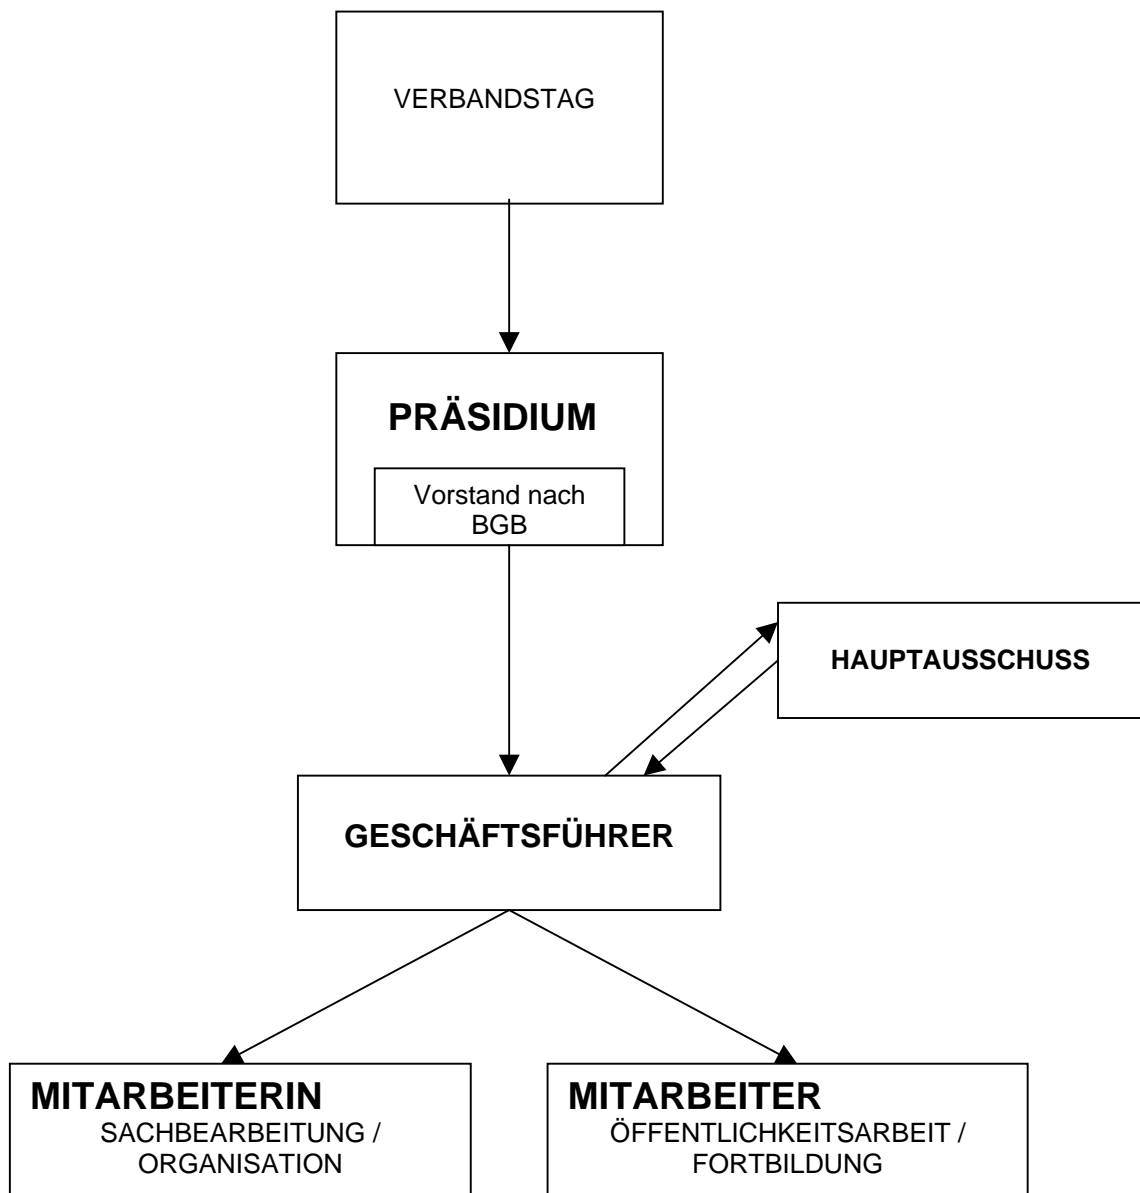 VERBANDSTAG
PRÄSIDIUM
Vorstand nach
BGB
HAUPTAUSSCHUSS
GESCHÄFTSFÜHRER
MITARBEITERIN
SACHBEARBEITUNG /
ORGANISATION
MITARBEITER
ÖFFENTLICHKEITSARBEIT /
FORTBILDUNG